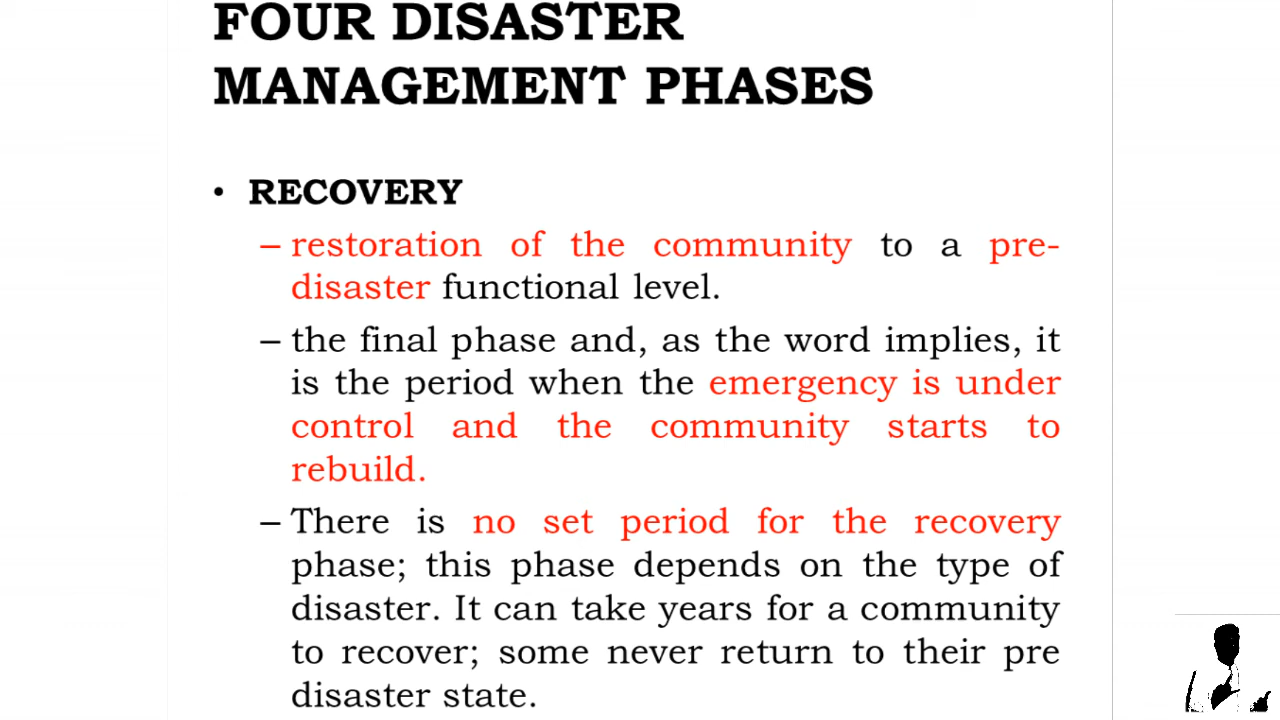 FOUR DISASTER
MANAGEMENT PHASES
• RECOVERY
– restoration of the community to a pre-
disaster functional level.
– the final phase and, as the word implies, it
is the period when the emergency is under
control and the community starts to
rebuild.
– There is no set period for the recovery
phase; this phase depends on the type of
disaster. It can take years for a community
to recover; some never return to their pre
disaster state.